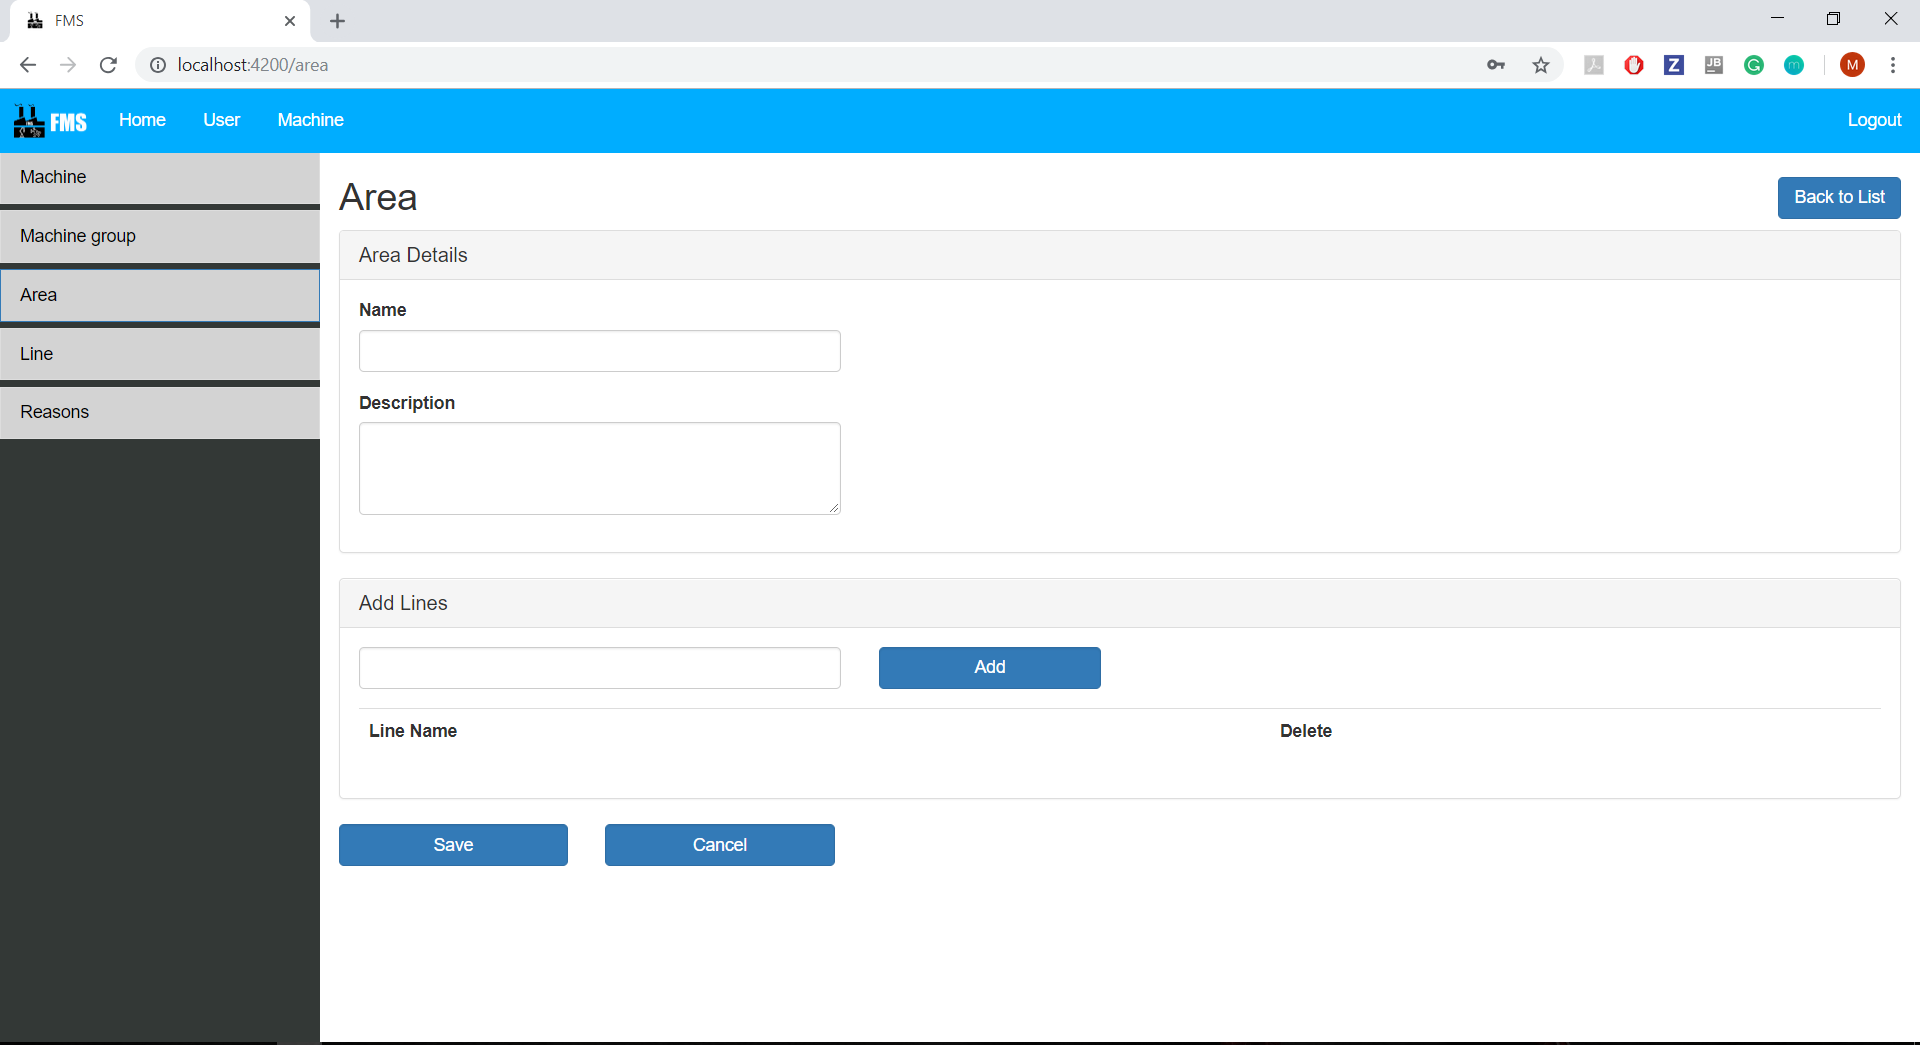 FMS
localhost:4200/area
Z
JB
G
m
M
FMS
Home
User
Machine
Logout
Machine
Machine group
Area
Line
Reasons
Area
Back to List
Area Details
Name
Description
Add Lines
Add
Line Name
Delete
Save
Cancel